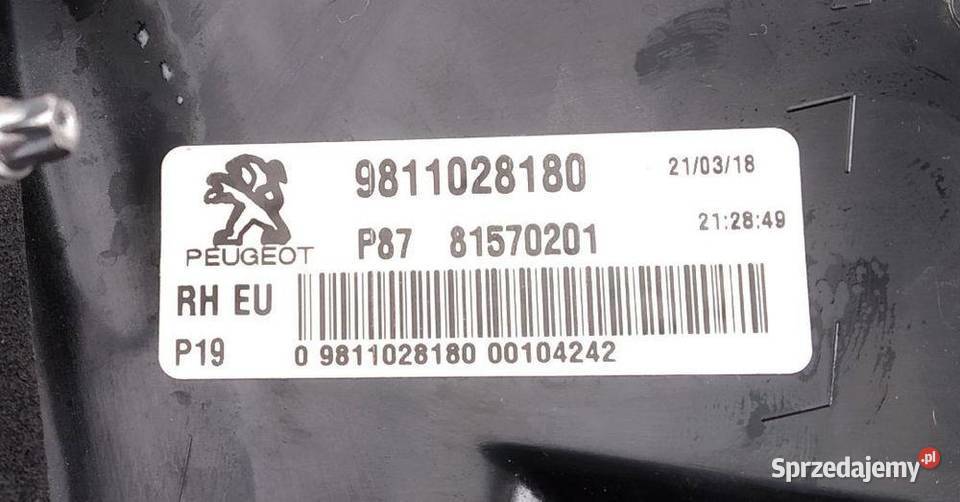 9811028180 21/03/18
PEUGEOT P87 81570201 21:28:49
RH EU
P19 0 9811028180 00104242
Sprzedajemy.pl